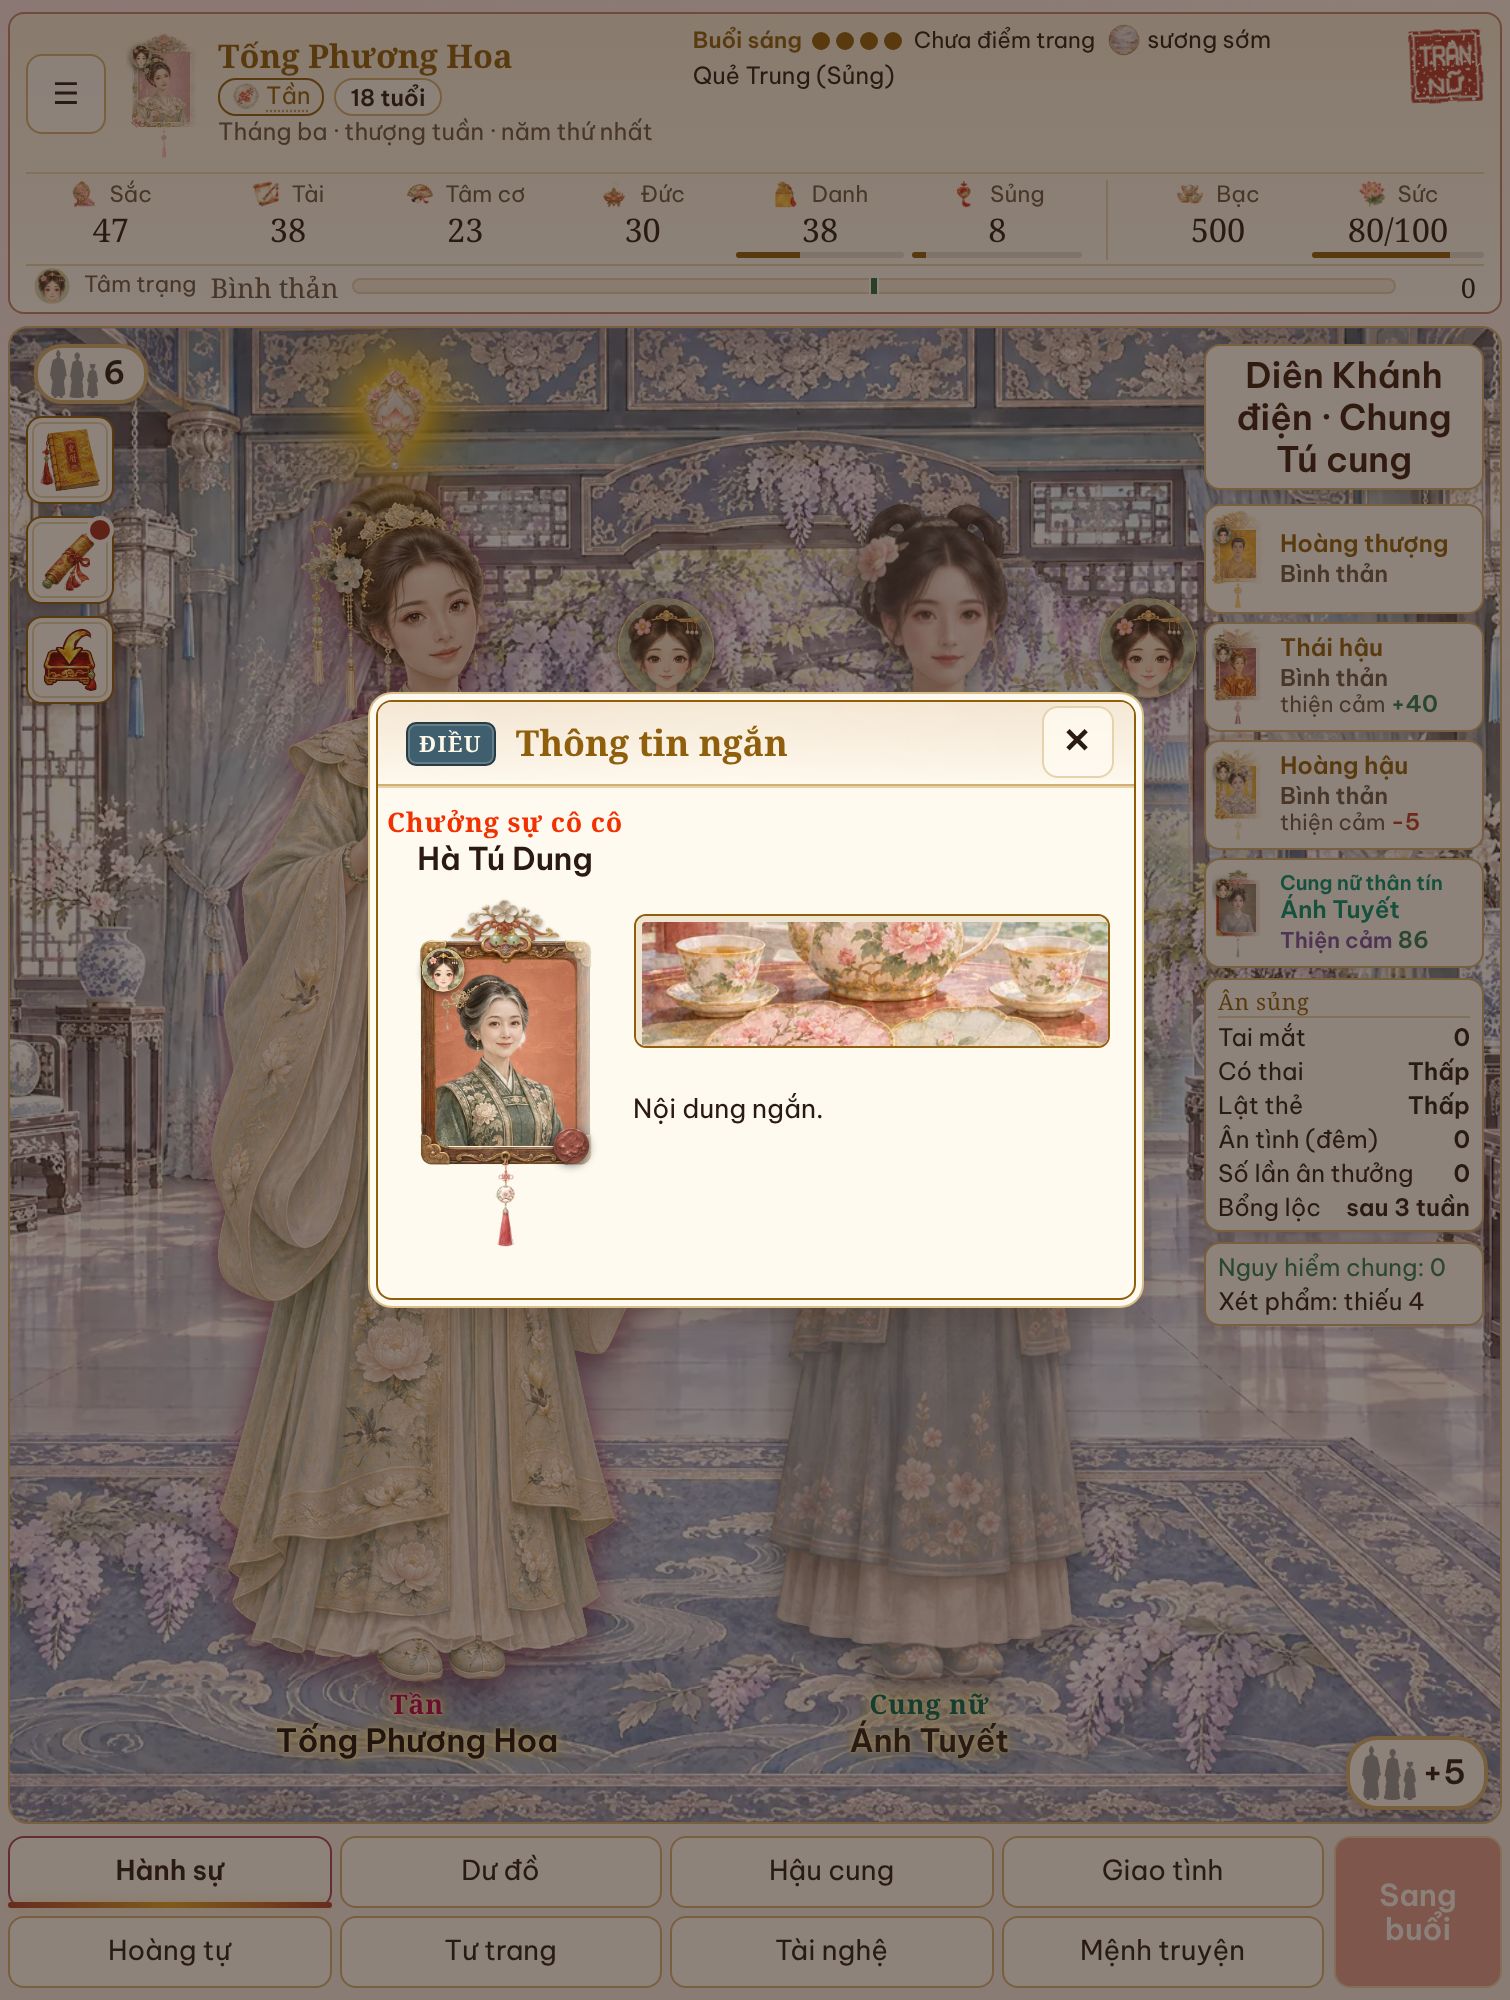 Tống Phương Hoa
Tần
18 tuổi
Tháng ba · thượng tuần · năm thứ nhất
Buổi sáng
Chưa điểm trang
sương sớm
Quẻ Trung (Sủng)
TRÂN
NỮ
Sắc
47
Tài
38
Tâm cơ
23
Đức
30
Danh
38
Sủng
8
Bạc
500
Sức
80/100
Tâm trạng
Bình thản
0
6
Diên Khánh
điện · Chung
Tú cung
Hoàng thượng
Bình thản
Thái hậu
Bình thản
thiện cảm +40
Hoàng hậu
Bình thản
thiện cảm -5
Cung nữ thân tín
Ánh Tuyết
Thiện cảm 86
Ân sủng
Tai mắt 0
Có thai Thấp
Lật thẻ Thấp
Ân tình (đêm) 0
Số lần ân thưởng 0
Bổng lộc sau 3 tuần
Nguy hiểm chung: 0
Xét phẩm: thiếu 4
ĐIỀU
Thông tin ngắn
×
Chưởng sự cô cô
Hà Tú Dung
Nội dung ngắn.
Tần
Tống Phương Hoa
Cung nữ
Ánh Tuyết
+5
Hành sự
Dư đồ
Hậu cung
Giao tình
Sang
buổi
Hoàng tự
Tư trang
Tài nghệ
Mệnh truyện